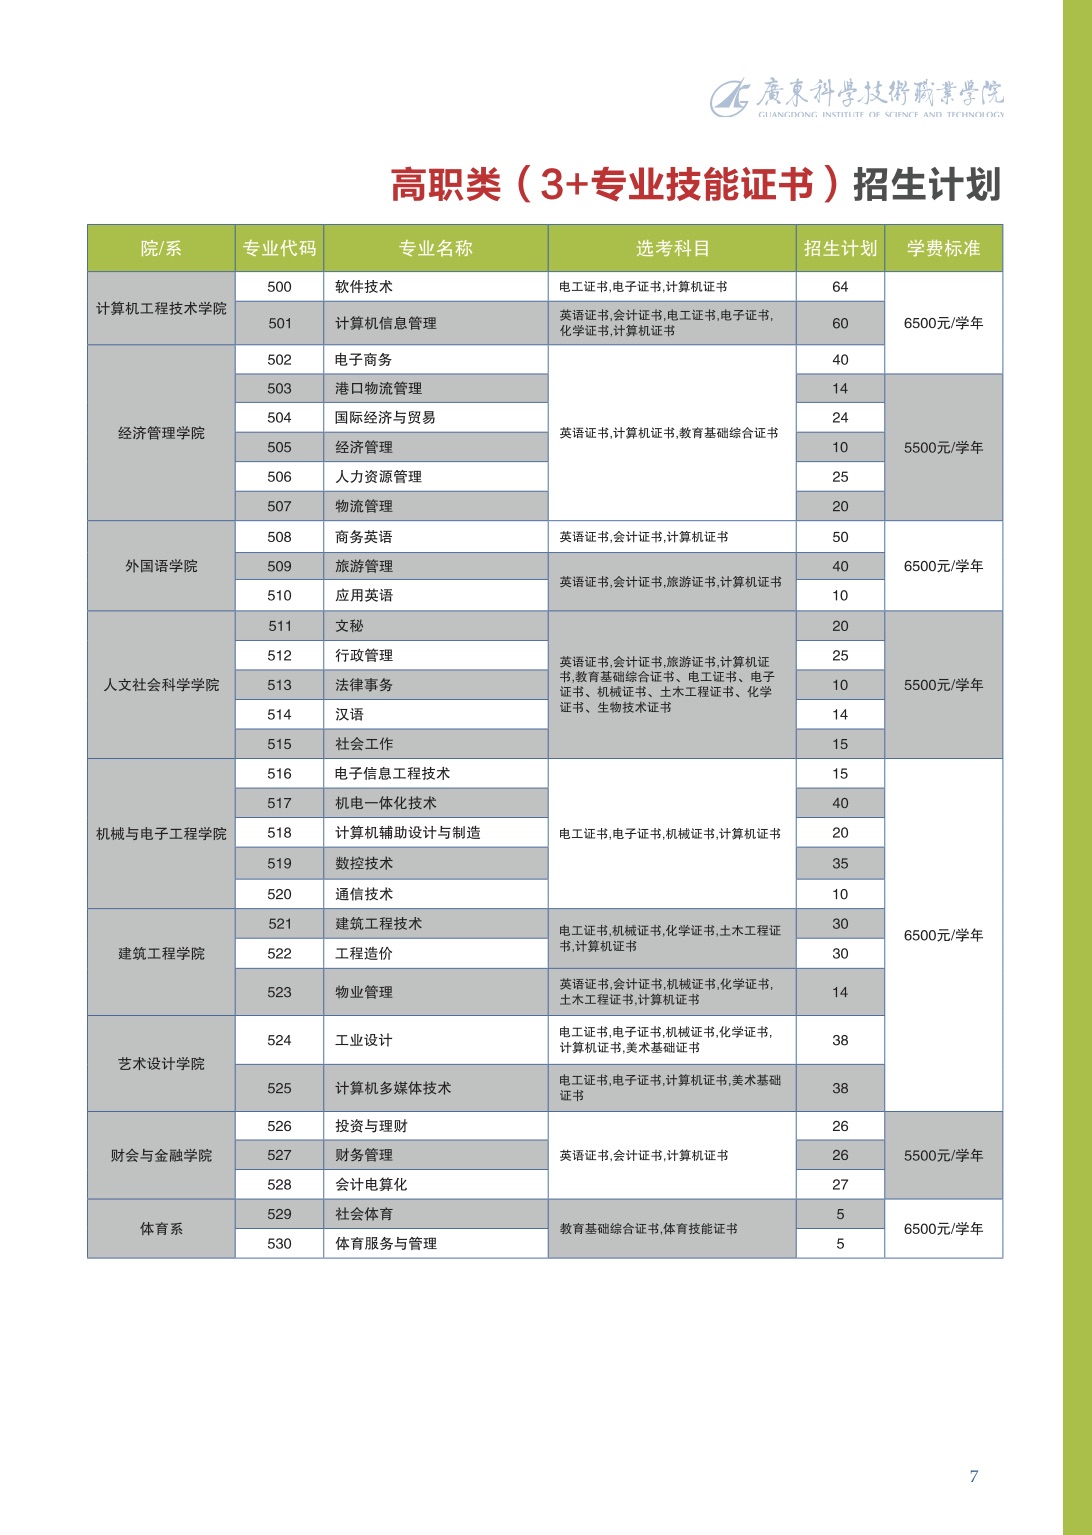 廣東科學技術職業學院
GUANGDONG INSTITUTE OF SCIENCE AND TECHNOLOGY
高职类（3+专业技能证书）招生计划
院/系 专业代码 专业名称 选考科目 招生计划 学费标准
计算机工程技术学院
500 软件技术 电工证书,电子证书,计算机证书 64
501 计算机信息管理 英语证书,会计证书,电工证书,电子证书,
化学证书,计算机证书 60
6500元/学年
经济管理学院
502 电子商务 40
503 港口物流管理 14
504 国际经济与贸易 24
英语证书,计算机证书,教育基础综合证书
505 经济管理 10 5500元/学年
506 人力资源管理 25
507 物流管理 20
508 商务英语 英语证书,会计证书,计算机证书 50
外国语学院 509 旅游管理 40 6500元/学年
英语证书,会计证书,旅游证书,计算机证书
510 应用英语 10
511 文秘 20
512 行政管理 25
英语证书,会计证书,旅游证书,计算机证
书,教育基础综合证书、电工证书、电子
证书、机械证书、土木工程证书、化学
证书、生物技术证书
人文社会科学学院 513 法律事务 10 5500元/学年
514 汉语 14
515 社会工作 15
516 电子信息工程技术 15
517 机电一体化技术 40
机械与电子工程学院 518 计算机辅助设计与制造 电工证书,电子证书,机械证书,计算机证书 20
519 数控技术 35
520 通信技术 10
521 建筑工程技术 30
电工证书,机械证书,化学证书,土木工程证
书,计算机证书
6500元/学年
建筑工程学院 522 工程造价 30
523 物业管理 英语证书,会计证书,机械证书,化学证书,
土木工程证书,计算机证书 14
524 工业设计 电工证书,电子证书,机械证书,化学证书,
计算机证书,美术基础证书 38
艺术设计学院
525 计算机多媒体技术 电工证书,电子证书,计算机证书,美术基础
证书 38
526 投资与理财 26
财会与金融学院 527 财务管理 英语证书,会计证书,计算机证书 26 5500元/学年
528 会计电算化 27
529 社会体育 5
体育系 教育基础综合证书,体育技能证书 6500元/学年
530 体育服务与管理 5
7